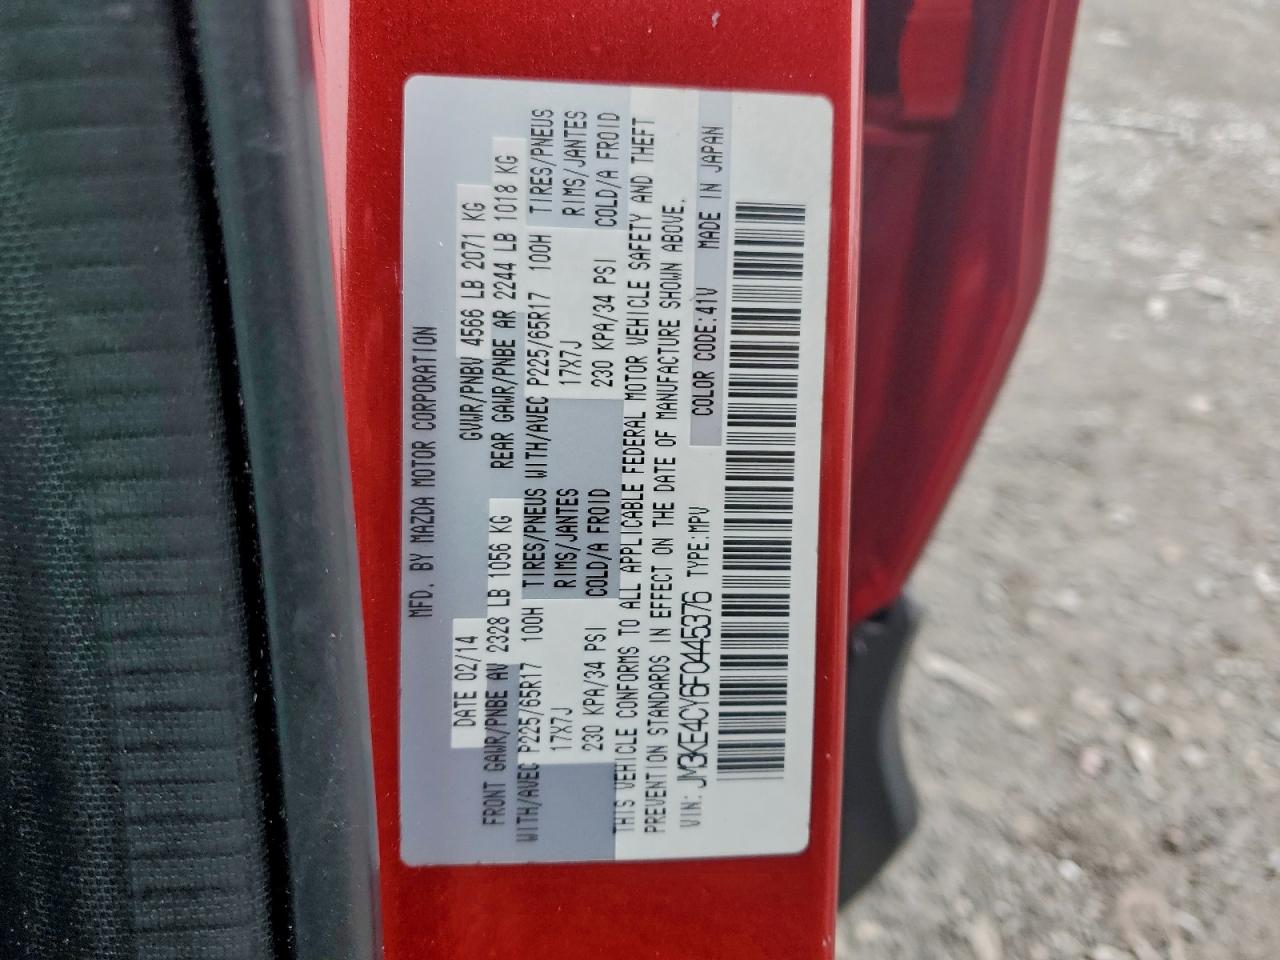 MFD. BY MAZDA MOTOR CORPORATION
DATE 02/14 GVWR/PNBV 4566 LB 2071 KG
FRONT GAWR/PNBE AV 2328 LB 1056 KG REAR GAWR/PNBE AR 2244 LB 1018 KG
WITH/AVEC P225/65R17 100H TIRES/PNEUS WITH/AVEC P225/65R17 100H TIRES/PNEUS
17X7J RIMS/JANTES 17X7J RIMS/JANTES
230 KPA/34 PSI COLD/A FROID 230 KPA/34 PSI COLD/A FROID
THIS VEHICLE CONFORMS TO ALL APPLICABLE FEDERAL MOTOR VEHICLE SAFETY AND THEFT
PREVENTION STANDARDS IN EFFECT ON THE DATE OF MANUFACTURE SHOWN ABOVE.
VIN: JM3KE4CY6F0445376 TYPE:MPV COLOR CODE:41V MADE IN JAPAN